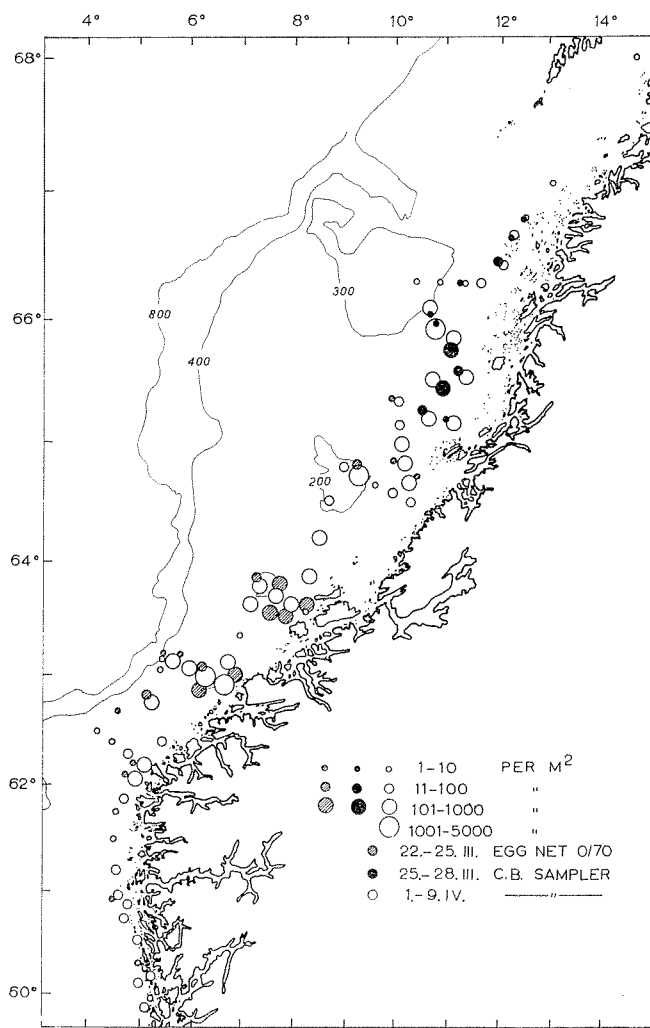 4° 6° 8° 10° 12° 14°
68°
66°
64°
62°
60°
800
400
300
200
1–10 PER M²
11–100 "
101–1000 "
1001–5000 "
22.–25. III. EGG NET 0/70
25.–28. III. C.B. SAMPLER
1.–9. IV. ——"——